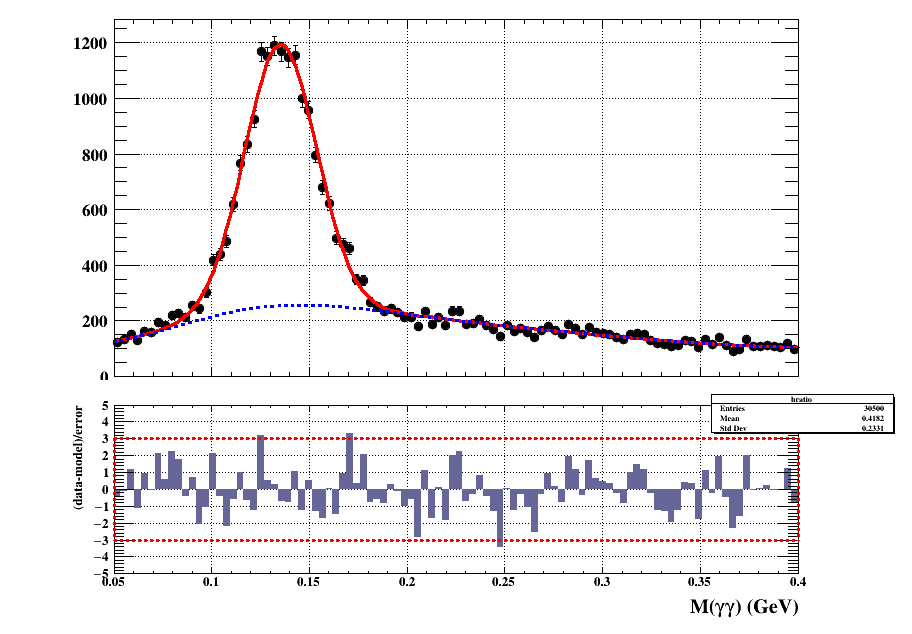 1200
1000
800
600
400
200
0
(data-model)/error
5
4
3
2
1
0
−1
−2
−3
−4
−5
hratio
Entries 30500
Mean 0.4182
Std Dev 0.2331
0.05 0.1 0.15 0.2 0.25 0.3 0.35 0.4
M(γγ) (GeV)